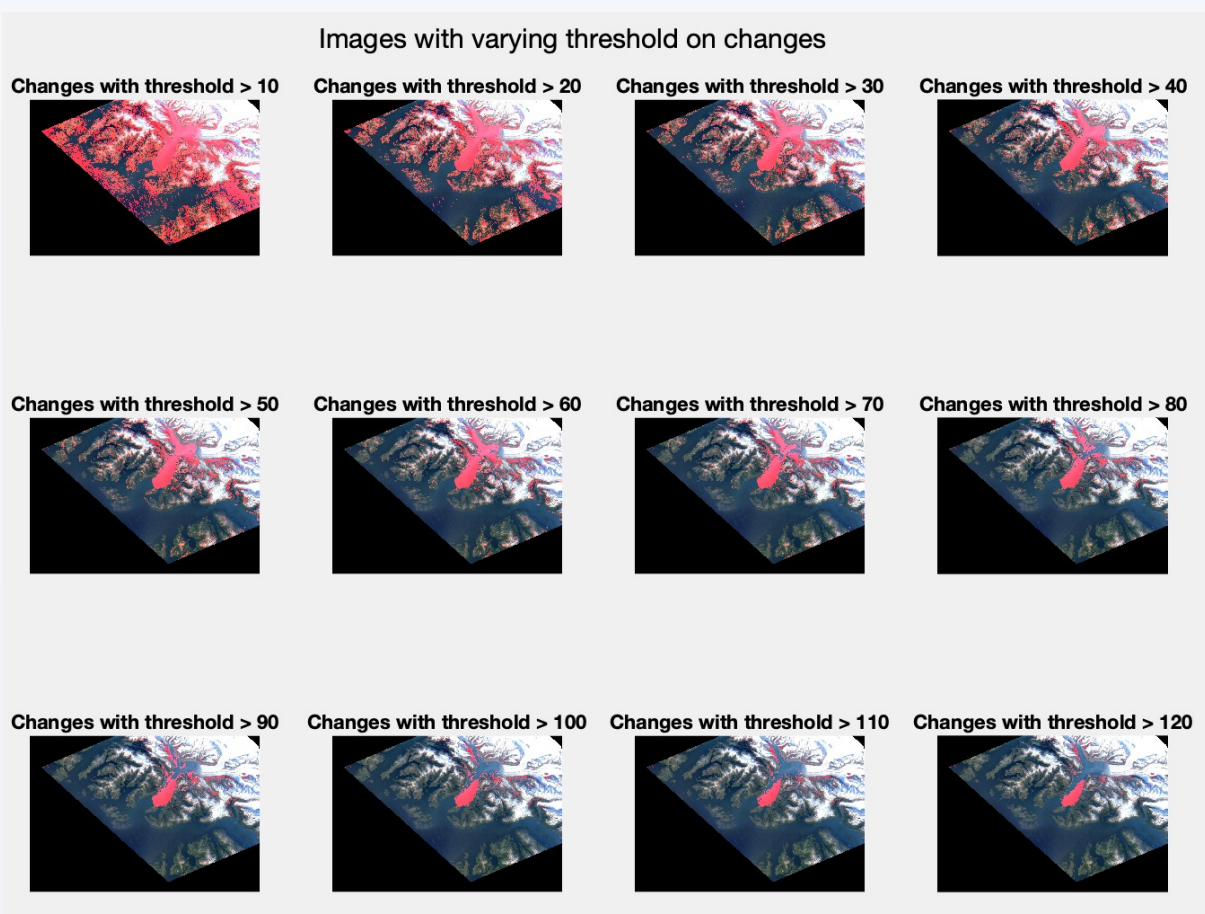 Images with varying threshold on changes
Changes with threshold > 10
Changes with threshold > 20
Changes with threshold > 30
Changes with threshold > 40
Changes with threshold > 50
Changes with threshold > 60
Changes with threshold > 70
Changes with threshold > 80
Changes with threshold > 90
Changes with threshold > 100
Changes with threshold > 110
Changes with threshold > 120